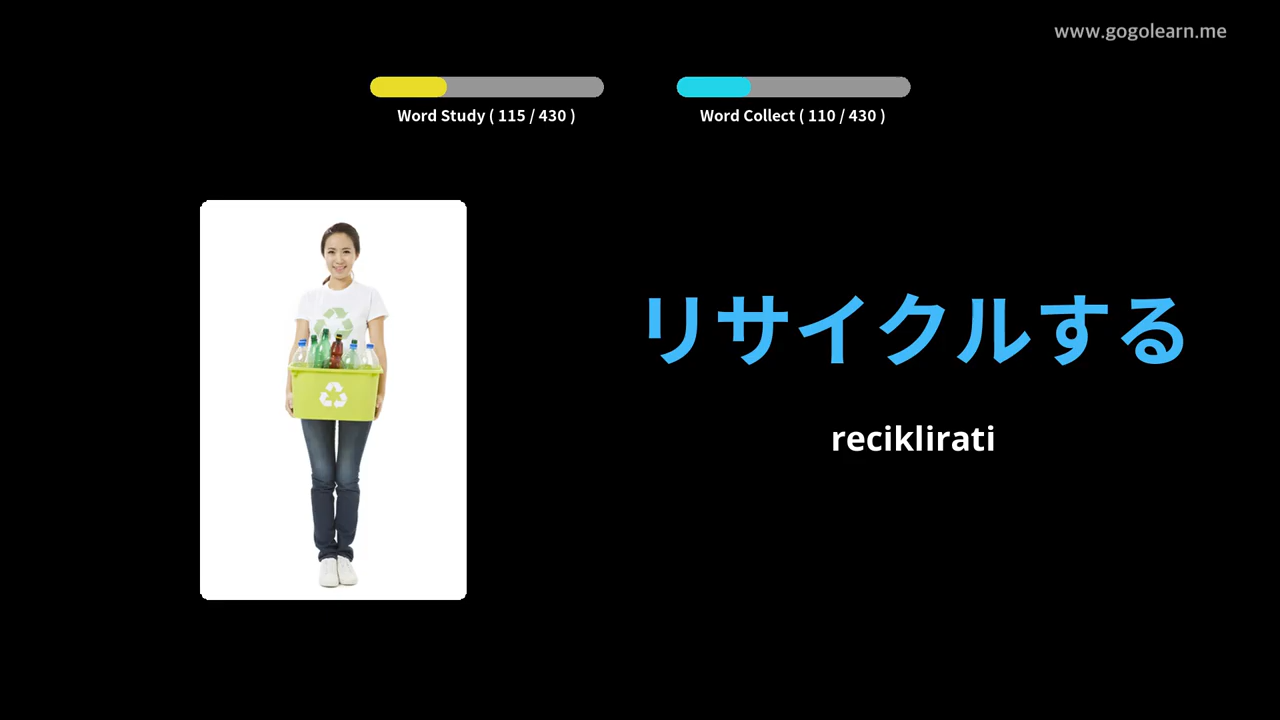 www.gogolearn.me
Word Study ( 115 / 430 )
Word Collect ( 110 / 430 )
リサイクルする
reciklirati